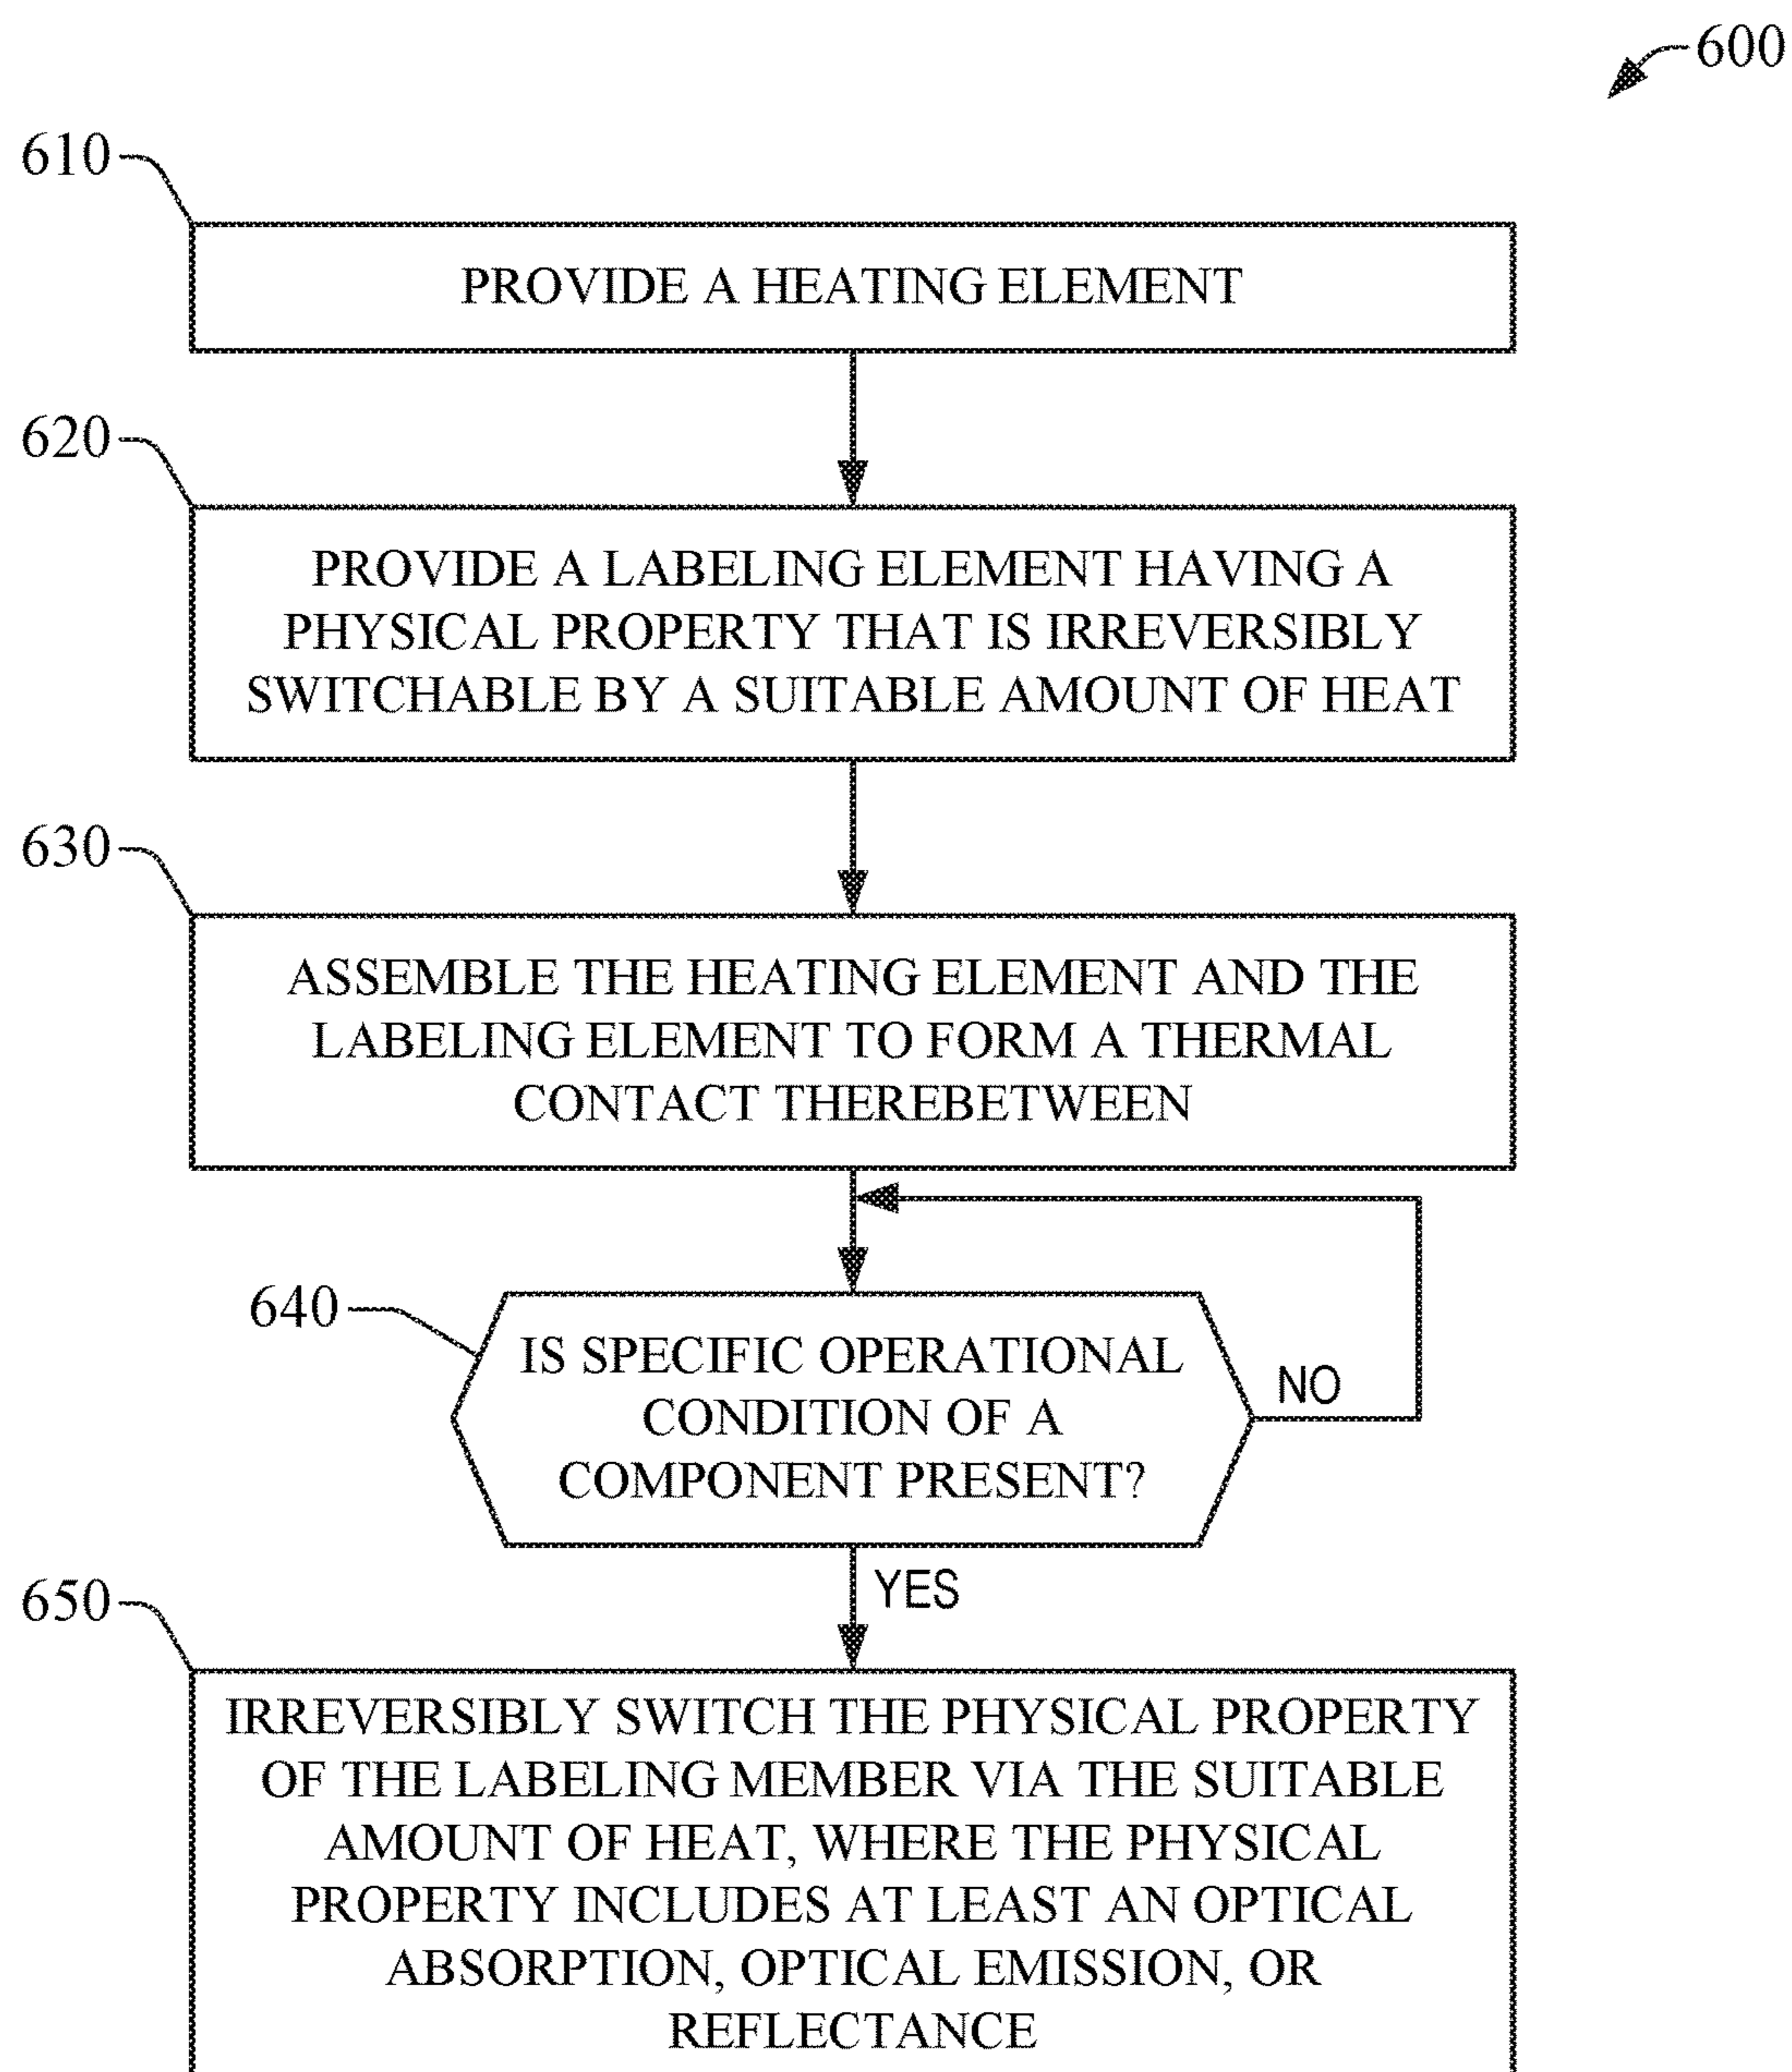 600
610
PROVIDE A HEATING ELEMENT
620
PROVIDE A LABELING ELEMENT HAVING A
PHYSICAL PROPERTY THAT IS IRREVERSIBLY
SWITCHABLE BY A SUITABLE AMOUNT OF HEAT
630
ASSEMBLE THE HEATING ELEMENT AND THE
LABELING ELEMENT TO FORM A THERMAL
CONTACT THEREBETWEEN
640
IS SPECIFIC OPERATIONAL
CONDITION OF A
COMPONENT PRESENT?
NO
YES
650
IRREVERSIBLY SWITCH THE PHYSICAL PROPERTY
OF THE LABELING MEMBER VIA THE SUITABLE
AMOUNT OF HEAT, WHERE THE PHYSICAL
PROPERTY INCLUDES AT LEAST AN OPTICAL
ABSORPTION, OPTICAL EMISSION, OR
REFLECTANCE